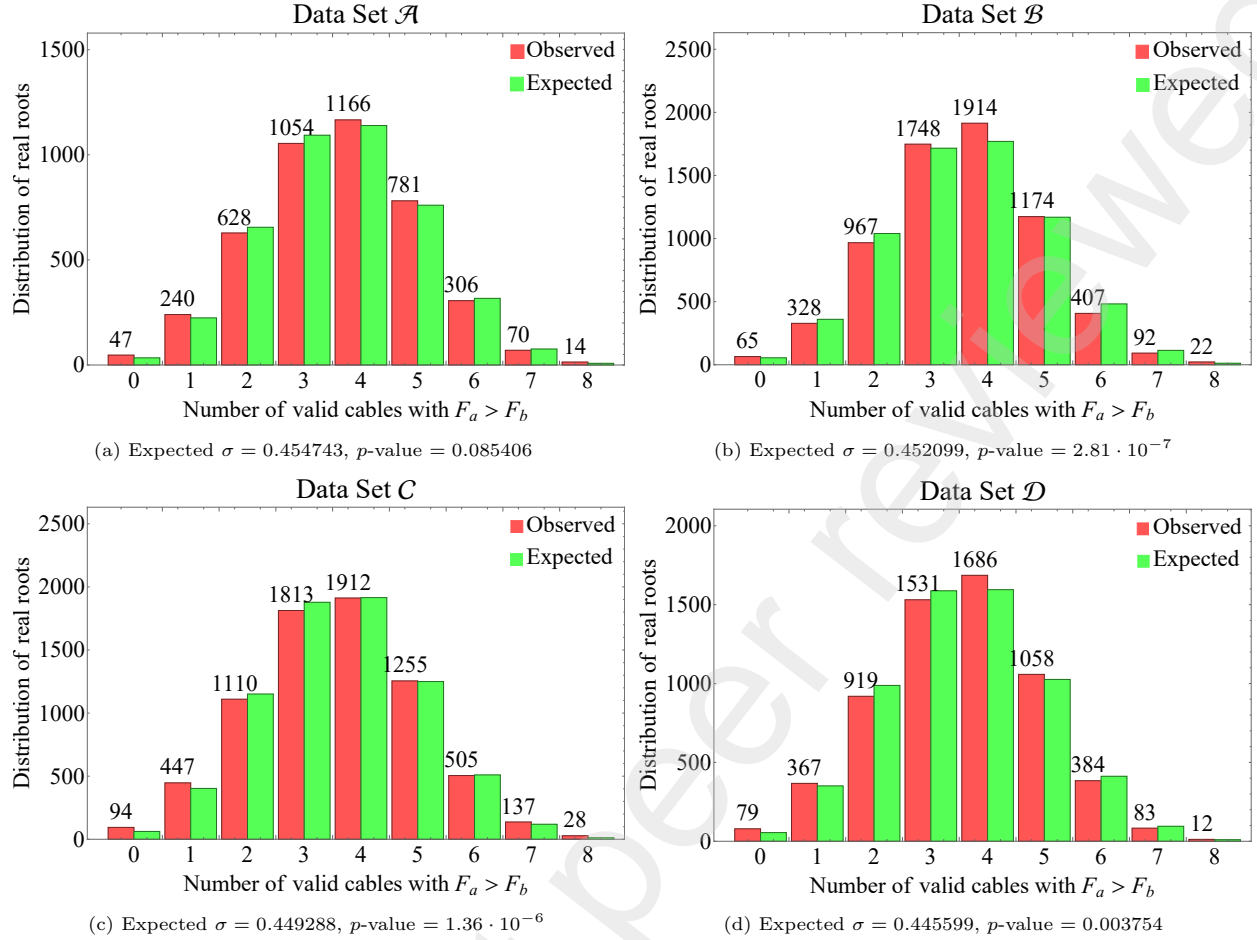 Data Set 𝒜
Distribution of real roots
1500
1000
500
0
Observed
Expected
47
240
628
1054
1166
781
306
70
14
0 1 2 3 4 5 6 7 8
Number of valid cables with F_a > F_b
(a) Expected σ = 0.454743, p-value = 0.085406
Data Set ℬ
Distribution of real roots
2500
2000
1500
1000
500
0
Observed
Expected
65
328
967
1748
1914
1174
407
92
22
0 1 2 3 4 5 6 7 8
Number of valid cables with F_a > F_b
(b) Expected σ = 0.452099, p-value = 2.81 · 10⁻⁷
Data Set 𝒞
Distribution of real roots
2500
2000
1500
1000
500
0
Observed
Expected
94
447
1110
1813
1912
1255
505
137
28
0 1 2 3 4 5 6 7 8
Number of valid cables with F_a > F_b
(c) Expected σ = 0.449288, p-value = 1.36 · 10⁻⁶
Data Set 𝒟
Distribution of real roots
2000
1500
1000
500
0
Observed
Expected
79
367
919
1531
1686
1058
384
83
12
0 1 2 3 4 5 6 7 8
Number of valid cables with F_a > F_b
(d) Expected σ = 0.445599, p-value = 0.003754
peer reviewed